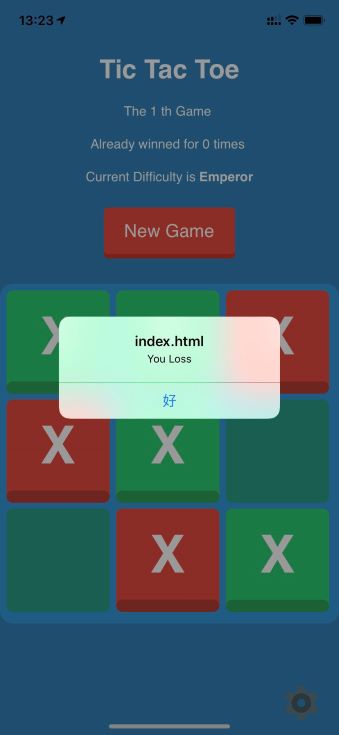 13:23
Tic Tac Toe
The 1 th Game
Already winned for 0 times
Current Difficulty is Emperor
New Game
X X
index.html
You Loss
好
X X
X X